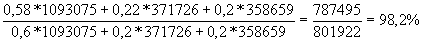 0,58 *1093075 + 0,22 *371726 + 0,2 *358659 = 787495 = 98,2%
0,6 *1093075 + 0,2 *371726 + 0,2 *358659 801922